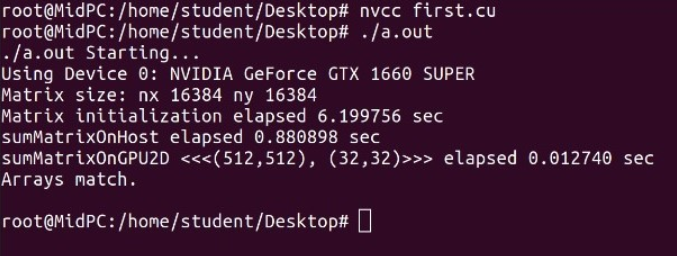 root@MidPC:/home/student/Desktop# nvcc first.cu
root@MidPC:/home/student/Desktop# ./a.out
./a.out Starting...
Using Device 0: NVIDIA GeForce GTX 1660 SUPER
Matrix size: nx 16384 ny 16384
Matrix initialization elapsed 6.199756 sec
sumMatrixOnHost elapsed 0.880898 sec
sumMatrixOnGPU2D <<<(512,512), (32,32)>>> elapsed 0.012740 sec
Arrays match.
root@MidPC:/home/student/Desktop#